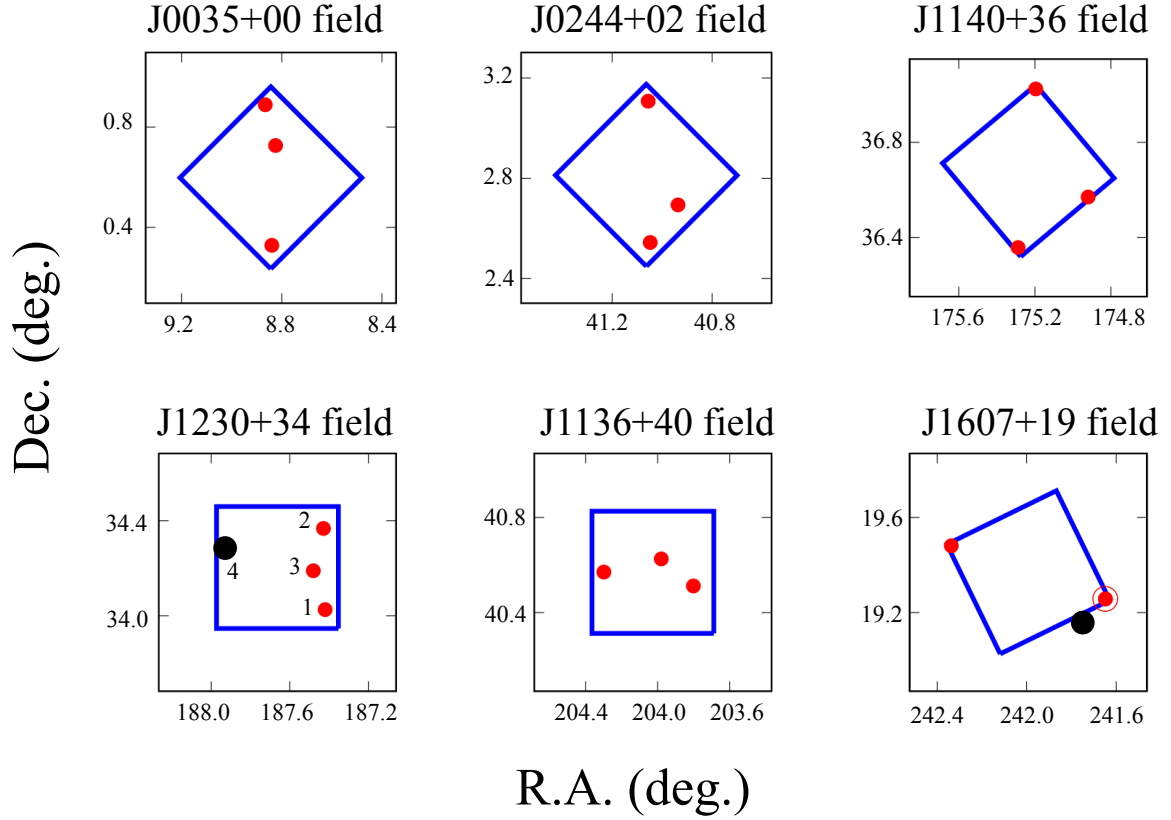 J0035+00 field
J0244+02 field
J1140+36 field
0.8
0.4
9.2 8.8 8.4
3.2
2.8
2.4
41.2 40.8
36.8
36.4
175.6 175.2 174.8
Dec. (deg.)
J1230+34 field
J1136+40 field
J1607+19 field
34.4
34.0
2
3
4
1
188.0 187.6 187.2
40.8
40.4
204.4 204.0 203.6
19.6
19.2
242.4 242.0 241.6
R.A. (deg.)